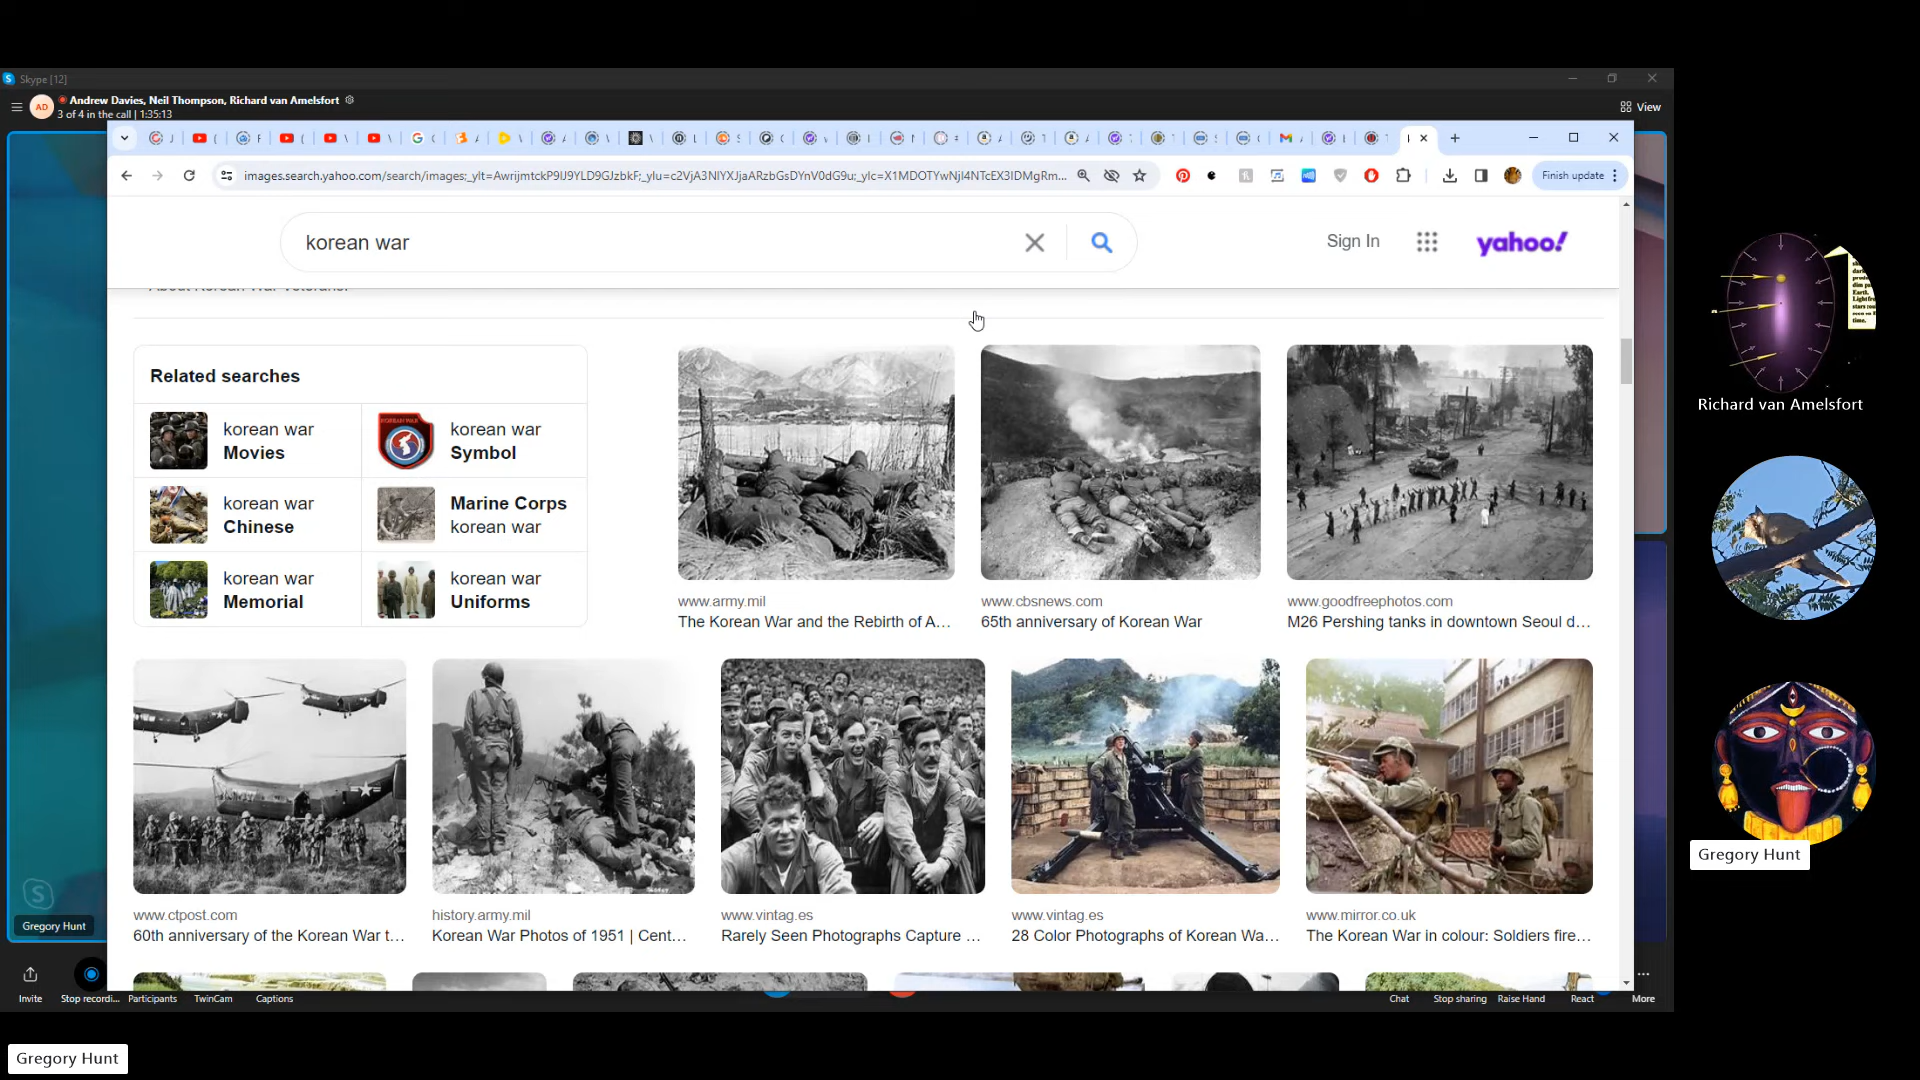 Skype [12]
AD
Andrew Davies, Neil Thompson, Richard van Amelsfort
3 of 4 in the call | 1:35:13
View
images.search.yahoo.com/search/images;_ylt=AwrijmtckP9lJ9YLD9GJzbkF;_ylu=c2VjA3NlYXJjaARzbGsDYnV0dG9u;_ylc=X1MDOTYwNjI4NTcEX3IDMgRm...
Finish update
korean war
Sign In
yahoo!
About Korean War Veterans.
Related searches
korean war
Movies
korean war
Symbol
korean war
Chinese
Marine Corps
korean war
korean war
Memorial
korean war
Uniforms
www.army.mil
The Korean War and the Rebirth of A...
www.cbsnews.com
65th anniversary of Korean War
www.goodfreephotos.com
M26 Pershing tanks in downtown Seoul d...
www.ctpost.com
60th anniversary of the Korean War t...
history.army.mil
Korean War Photos of 1951 | Cent...
www.vintag.es
Rarely Seen Photographs Capture ...
www.vintag.es
28 Color Photographs of Korean Wa...
www.mirror.co.uk
The Korean War in colour: Soldiers fire...
Gregory Hunt
Invite
Stop recordi...
Participants
TwinCam
Captions
Chat
Stop sharing
Raise Hand
React
More
Earth.
time.
Richard van Amelsfort
Gregory Hunt
Gregory Hunt